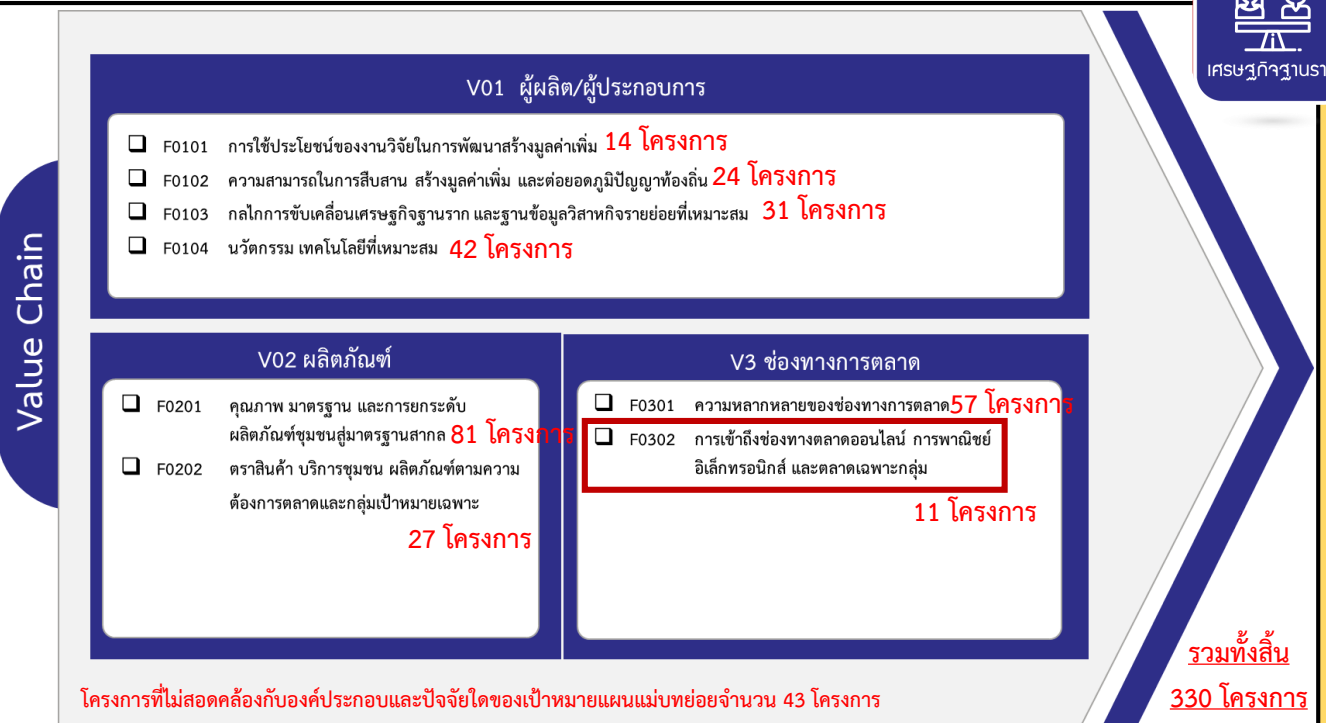 เศรษฐกิจฐานรา
Value Chain
V01 ผู้ผลิต/ผู้ประกอบการ
F0101 การใช้ประโยชน์ของงานวิจัยในการพัฒนาสร้างมูลค่าเพิ่ม 14 โครงการ
F0102 ความสามารถในการสืบสาน สร้างมูลค่าเพิ่ม และต่อยอดภูมิปัญญาท้องถิ่น 24 โครงการ
F0103 กลไกการขับเคลื่อนเศรษฐกิจฐานราก และฐานข้อมูลวิสาหกิจรายย่อยที่เหมาะสม 31 โครงการ
F0104 นวัตกรรม เทคโนโลยีที่เหมาะสม 42 โครงการ
V02 ผลิตภัณฑ์
F0201 คุณภาพ มาตรฐาน และการยกระดับ
ผลิตภัณฑ์ชุมชนสู่มาตรฐานสากล 81 โครงการ
F0202 ตราสินค้า บริการชุมชน ผลิตภัณฑ์ตามความ
ต้องการตลาดและกลุ่มเป้าหมายเฉพาะ
27 โครงการ
V3 ช่องทางการตลาด
F0301 ความหลากหลายของช่องทางการตลาด 57 โครงการ
F0302 การเข้าถึงช่องทางตลาดออนไลน์ การพาณิชย์
อิเล็กทรอนิกส์ และตลาดเฉพาะกลุ่ม
11 โครงการ
รวมทั้งสิ้น
330 โครงการ
โครงการที่ไม่สอดคล้องกับองค์ประกอบและปัจจัยใดของเป้าหมายแผนแม่บทย่อยจำนวน 43 โครงการ